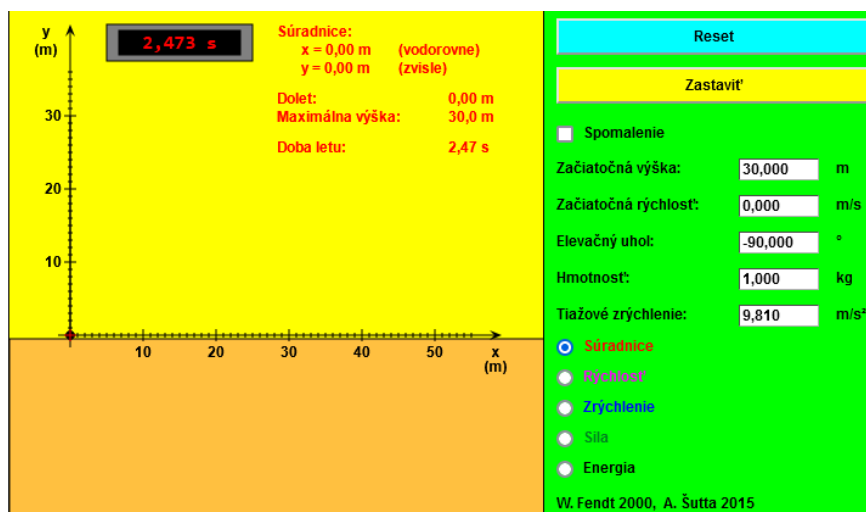 y
(m)
2,473 s
Súradnice:
x = 0,00 m (vodorovne)
y = 0,00 m (zvisle)
Dolet: 0,00 m
Maximálna výška: 30,0 m
Doba letu: 2,47 s
30
20
10
10 20 30 40 50 x
(m)
Reset
Zastaviť
Spomalenie
Začiatočná výška: 30,000 m
Začiatočná rýchlosť: 0,000 m/s
Elevačný uhol: -90,000 °
Hmotnosť: 1,000 kg
Tiažové zrýchlenie: 9,810 m/s²
Súradnice
Rýchlosť
Zrýchlenie
Sila
Energia
W. Fendt 2000, A. Šutta 2015